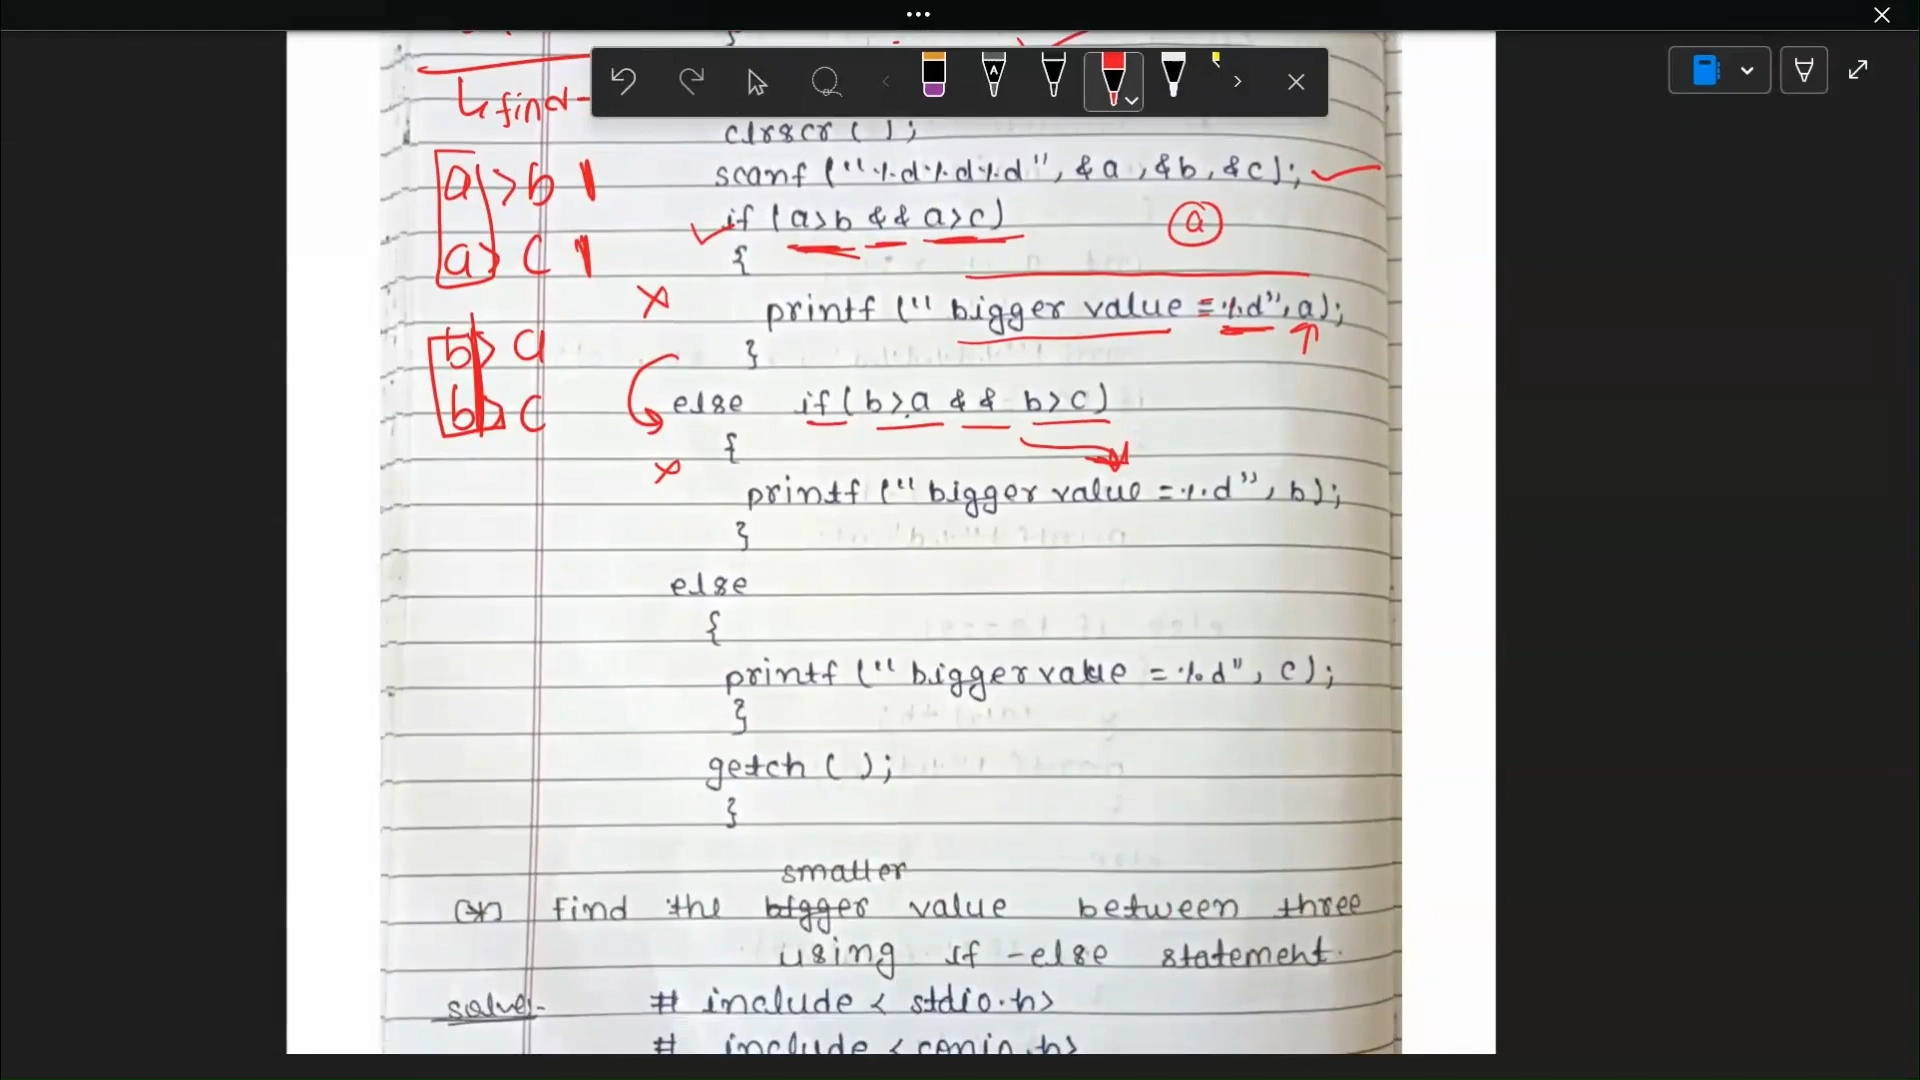 ↳ find-
clrscr ( );
scanf ("%d%d%d", &a ,&b, &c);
if (a>b && a>c)
a
{
printf (" bigger value = %d", a);
}
else if( b>a && b>c)
{
printf (" bigger value = %d", b);
}
else
{
printf (" bigger value = %d", c);
}
getch ( );
}
a > b
a > c
b > a
b > c
smaller
Qn find the bigger value between three
using if -else statement.
solve-
# include < stdio.h>
# include < conio.h>